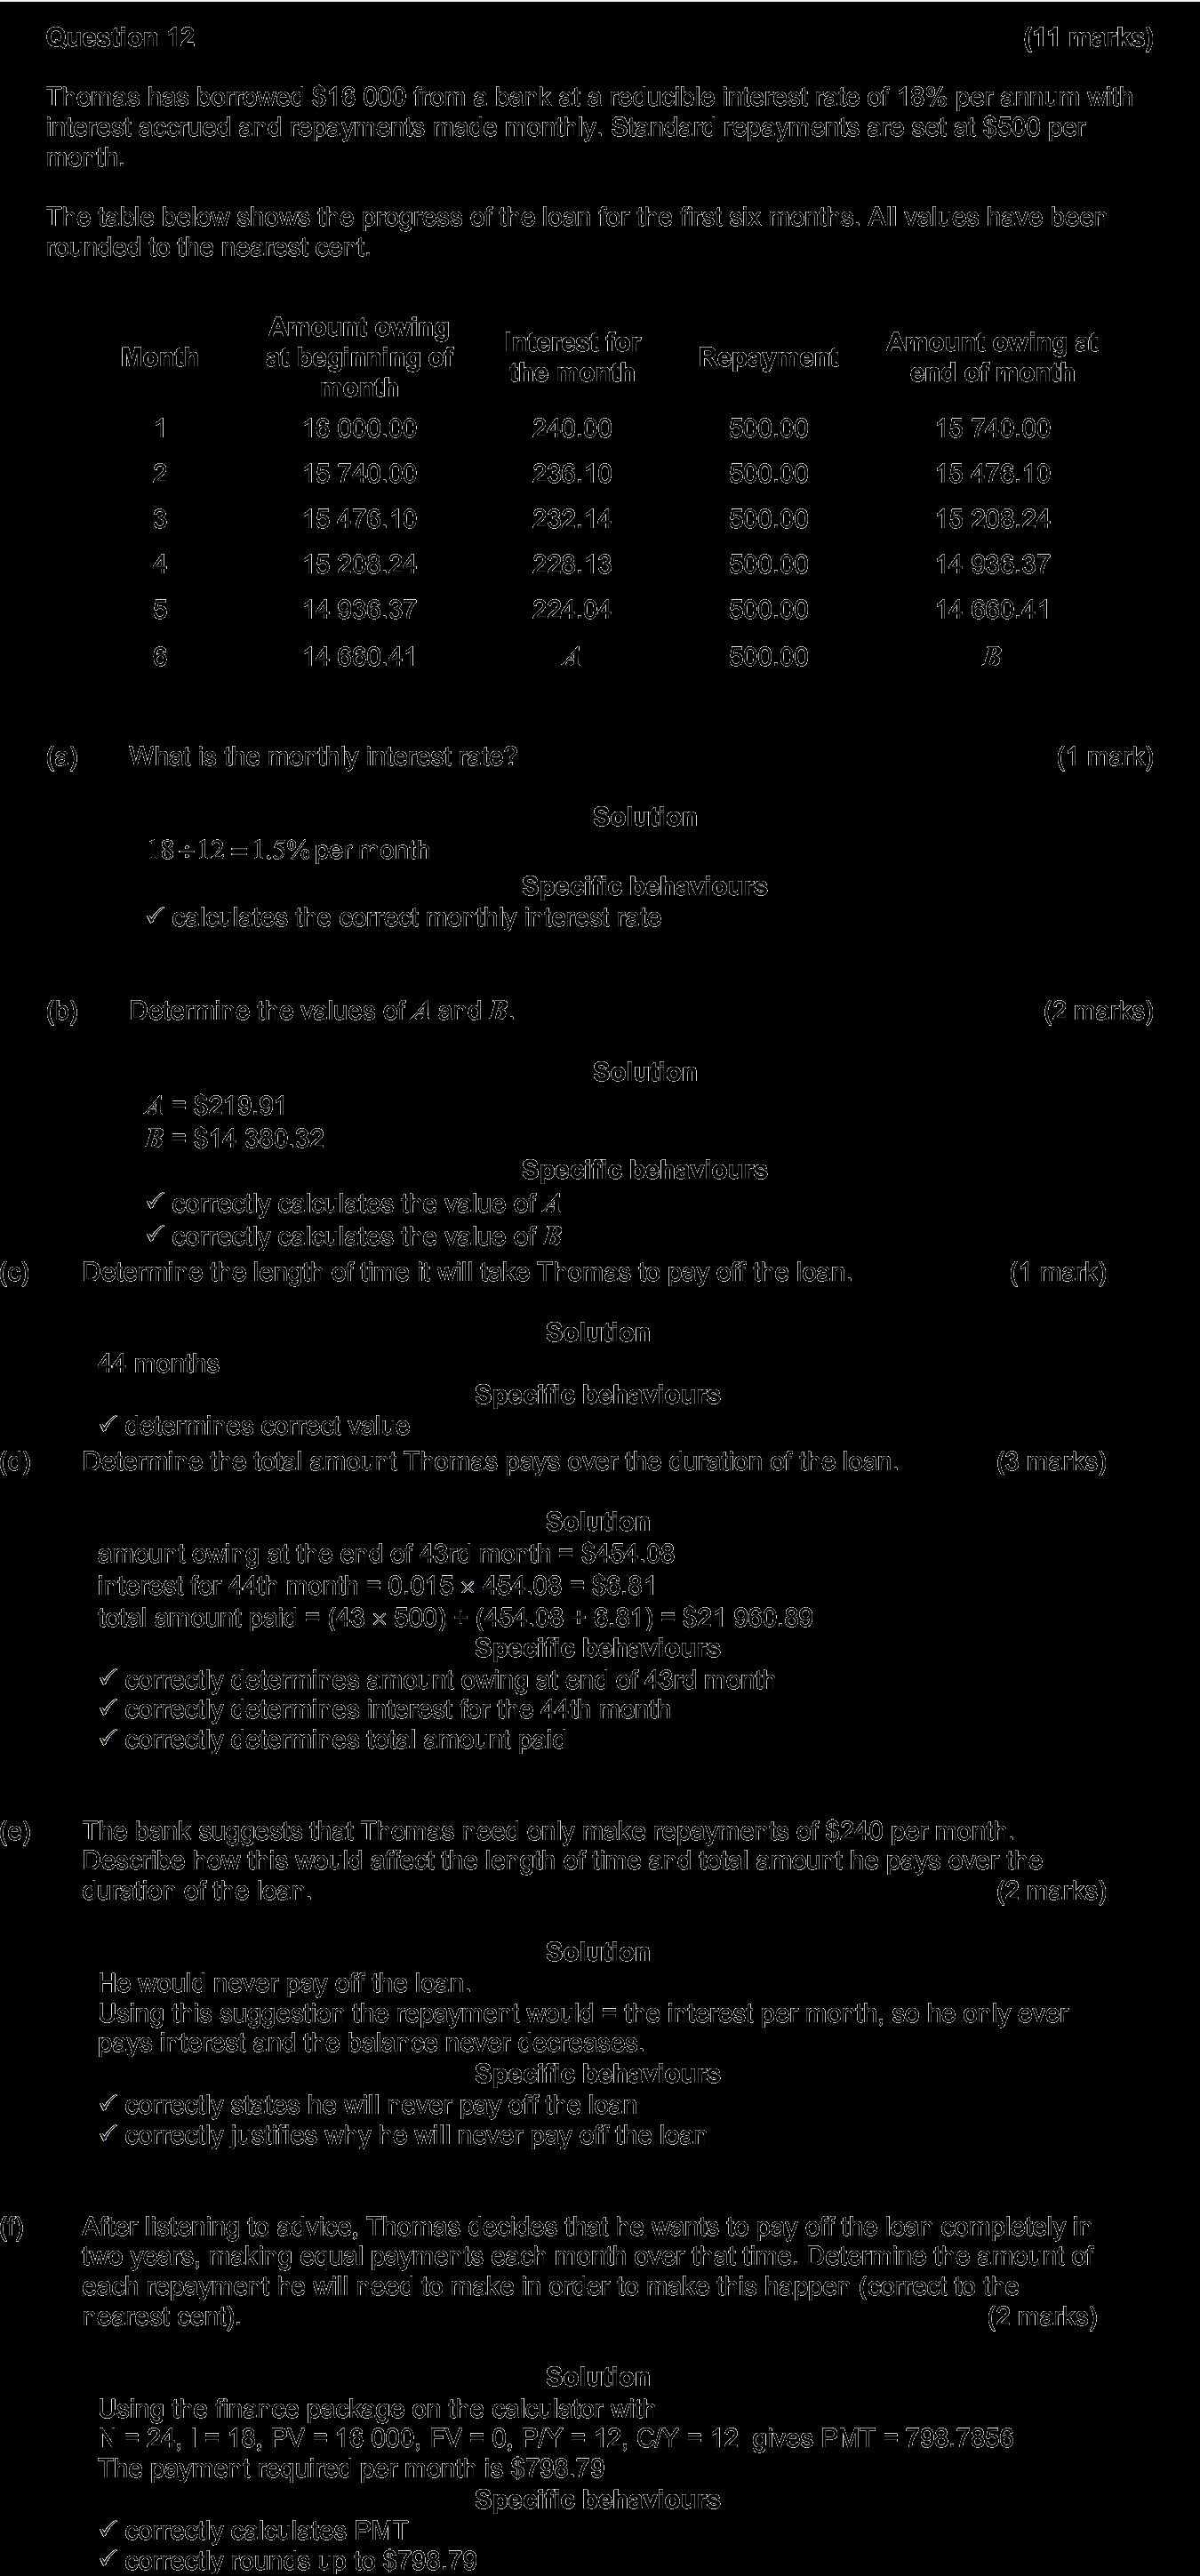 Question 12 (11 marks)
Thomas has borrowed $16 000 from a bank at a reducible interest rate of 18% per annum with
interest accrued and repayments made monthly. Standard repayments are set at $500 per
month.
The table below shows the progress of the loan for the first six months. All values have been
rounded to the nearest cent.
Month Amount owing at beginning of month Interest for the month Repayment Amount owing at end of month
1 16 000.00 240.00 500.00 15 740.00
2 15 740.00 236.10 500.00 15 476.10
3 15 476.10 232.14 500.00 15 208.24
4 15 208.24 228.13 500.00 14 936.37
5 14 936.37 224.04 500.00 14 660.41
6 14 660.41 A 500.00 B
(a) What is the monthly interest rate? (1 mark)
Solution
18 ÷ 12 = 1.5% per month
Specific behaviours
✓ calculates the correct monthly interest rate
(b) Determine the values of A and B. (2 marks)
Solution
A = $219.91
B = $14 380.32
Specific behaviours
✓ correctly calculates the value of A
✓ correctly calculates the value of B
(c) Determine the length of time it will take Thomas to pay off the loan. (1 mark)
Solution
44 months
Specific behaviours
✓ determines correct value
(d) Determine the total amount Thomas pays over the duration of the loan. (3 marks)
Solution
amount owing at the end of 43rd month = $454.08
interest for 44th month = 0.015 × 454.08 = $6.81
total amount paid = (43 × 500) + (454.08 + 6.81) = $21 960.89
Specific behaviours
✓ correctly determines amount owing at end of 43rd month
✓ correctly determines interest for the 44th month
✓ correctly determines total amount paid
(e) The bank suggests that Thomas need only make repayments of $240 per month.
Describe how this would affect the length of time and total amount he pays over the
duration of the loan. (2 marks)
Solution
He would never pay off the loan.
Using this suggestion the repayment would = the interest per month, so he only ever
pays interest and the balance never decreases.
Specific behaviours
✓ correctly states he will never pay off the loan
✓ correctly justifies why he will never pay off the loan
(f) After listening to advice, Thomas decides that he wants to pay off the loan completely in
two years, making equal payments each month over that time. Determine the amount of
each repayment he will need to make in order to make this happen (correct to the
nearest cent). (2 marks)
Solution
Using the finance package on the calculator with
N = 24, I = 18, PV = 16 000, FV = 0, P/Y = 12, C/Y = 12 gives PMT = 798.7856
The payment required per month is $798.79
Specific behaviours
✓ correctly calculates PMT
✓ correctly rounds up to $798.79